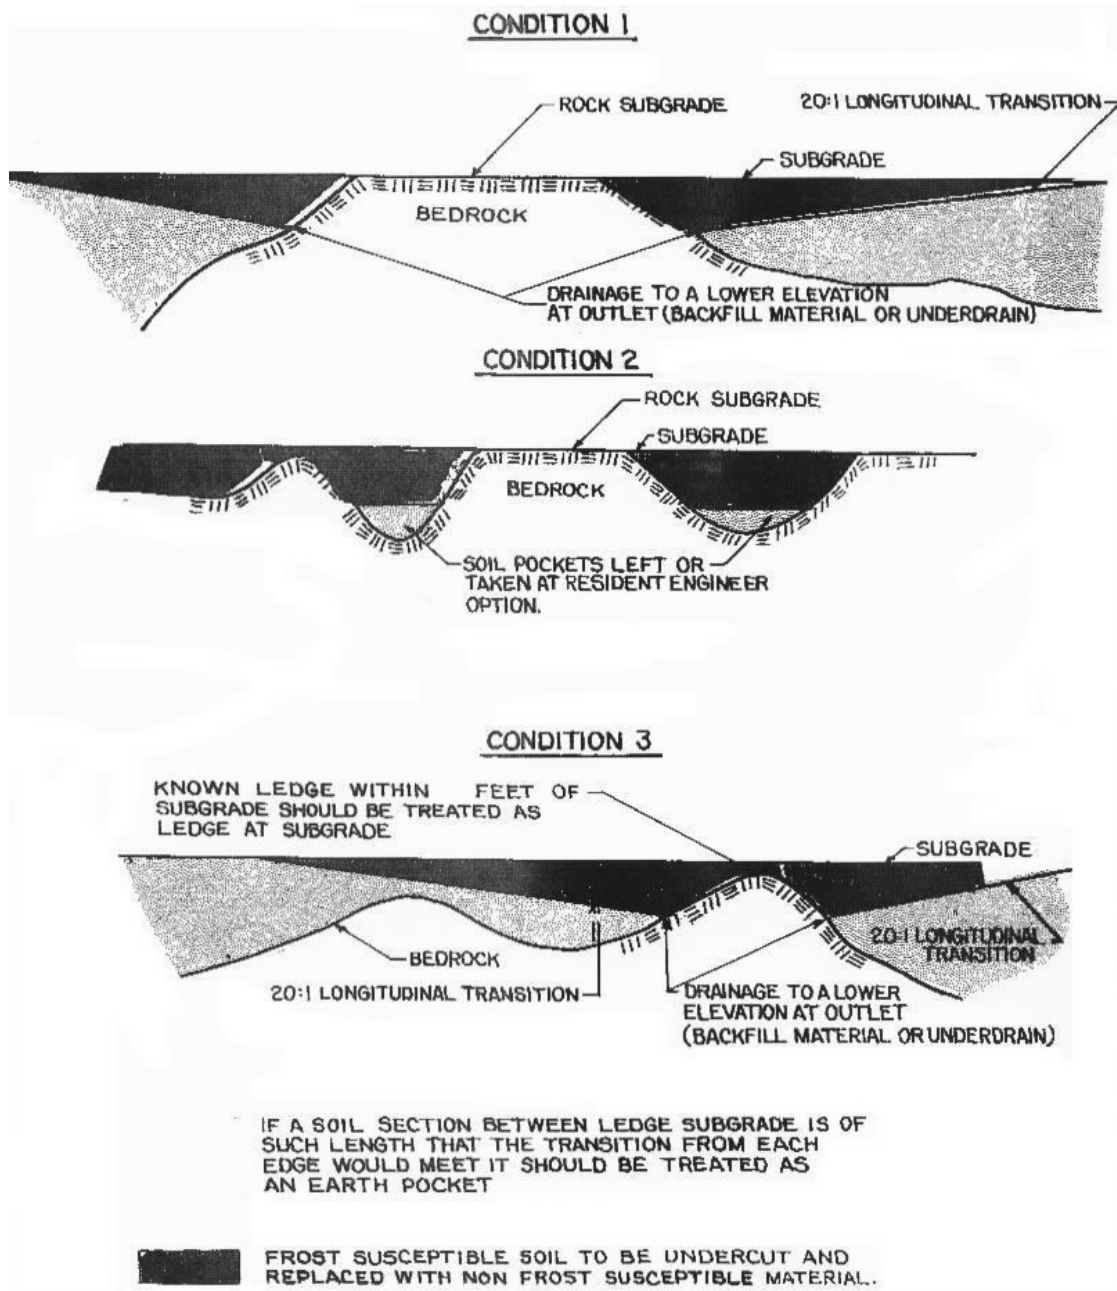 CONDITION 1
ROCK SUBGRADE
20:1 LONGITUDINAL TRANSITION
SUBGRADE
BEDROCK
DRAINAGE TO A LOWER ELEVATION
AT OUTLET (BACKFILL MATERIAL OR UNDERDRAIN)
CONDITION 2
ROCK SUBGRADE
SUBGRADE
BEDROCK
SOIL POCKETS LEFT OR
TAKEN AT RESIDENT ENGINEER
OPTION.
CONDITION 3
KNOWN LEDGE WITHIN FEET OF
SUBGRADE SHOULD BE TREATED AS
LEDGE AT SUBGRADE
SUBGRADE
20:1 LONGITUDINAL
TRANSITION
BEDROCK
20:1 LONGITUDINAL TRANSITION
DRAINAGE TO A LOWER
ELEVATION AT OUTLET
(BACKFILL MATERIAL OR UNDERDRAIN)
IF A SOIL SECTION BETWEEN LEDGE SUBGRADE IS OF
SUCH LENGTH THAT THE TRANSITION FROM EACH
EDGE WOULD MEET IT SHOULD BE TREATED AS
AN EARTH POCKET
FROST SUSCEPTIBLE SOIL TO BE UNDERCUT AND
REPLACED WITH NON FROST SUSCEPTIBLE MATERIAL.